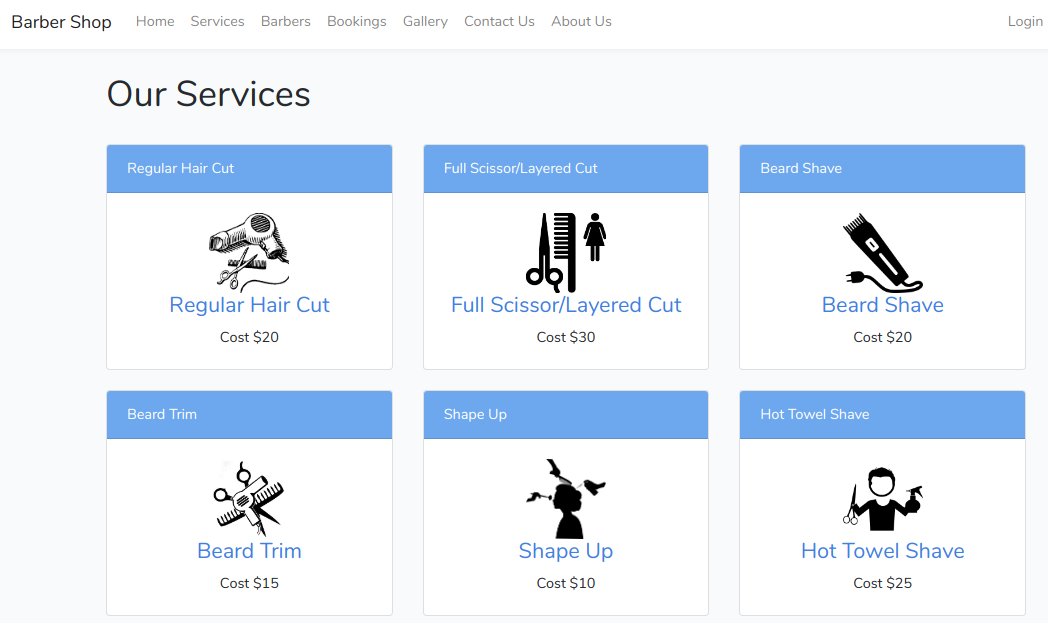 Barber Shop Home Services Barbers Bookings Gallery Contact Us About Us Login
Our Services
Regular Hair Cut
Regular Hair Cut
Cost $20
Full Scissor/Layered Cut
Full Scissor/Layered Cut
Cost $30
Beard Shave
Beard Shave
Cost $20
Beard Trim
Beard Trim
Cost $15
Shape Up
Shape Up
Cost $10
Hot Towel Shave
Hot Towel Shave
Cost $25